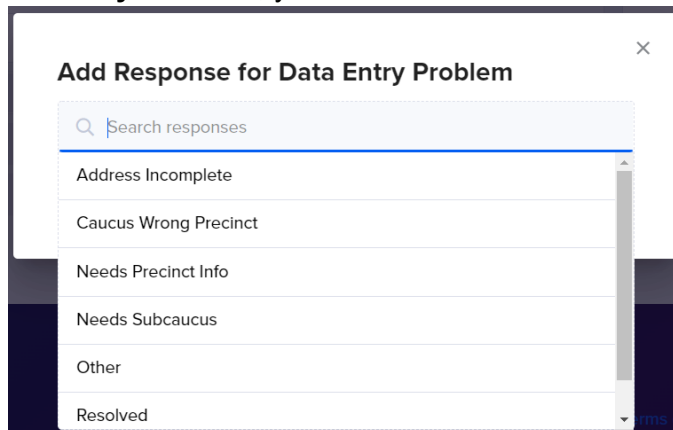 Add Response for Data Entry Problem
Search responses
Address Incomplete
Caucus Wrong Precinct
Needs Precinct Info
Needs Subcaucus
Other
Resolved